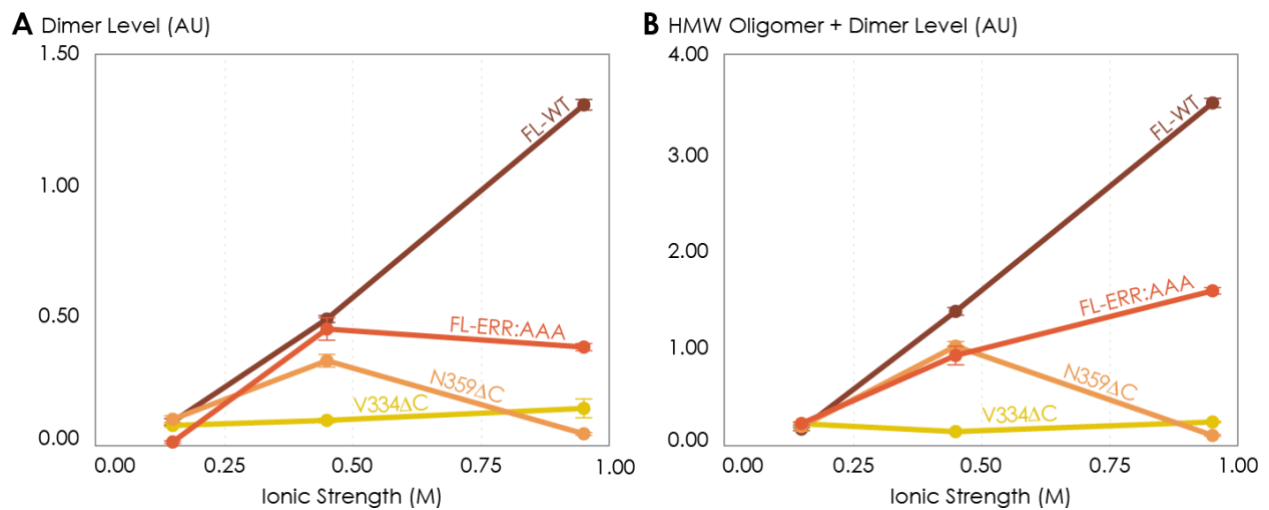 A Dimer Level (AU)
1.50
1.00
0.50
0.00
FL-WT
FL-ERR:AAA
N359ΔC
V334ΔC
0.00 0.25 0.50 0.75 1.00
Ionic Strength (M)
B HMW Oligomer + Dimer Level (AU)
4.00
3.00
2.00
1.00
0.00
FL-WT
FL-ERR:AAA
N359ΔC
V334ΔC
0.00 0.25 0.50 0.75 1.00
Ionic Strength (M)